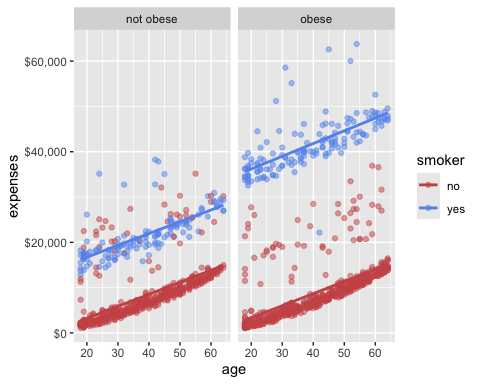 not obese obese
$60,000
$40,000
$20,000
$0
expenses
20 30 40 50 60 20 30 40 50 60
age
smoker
no
yes